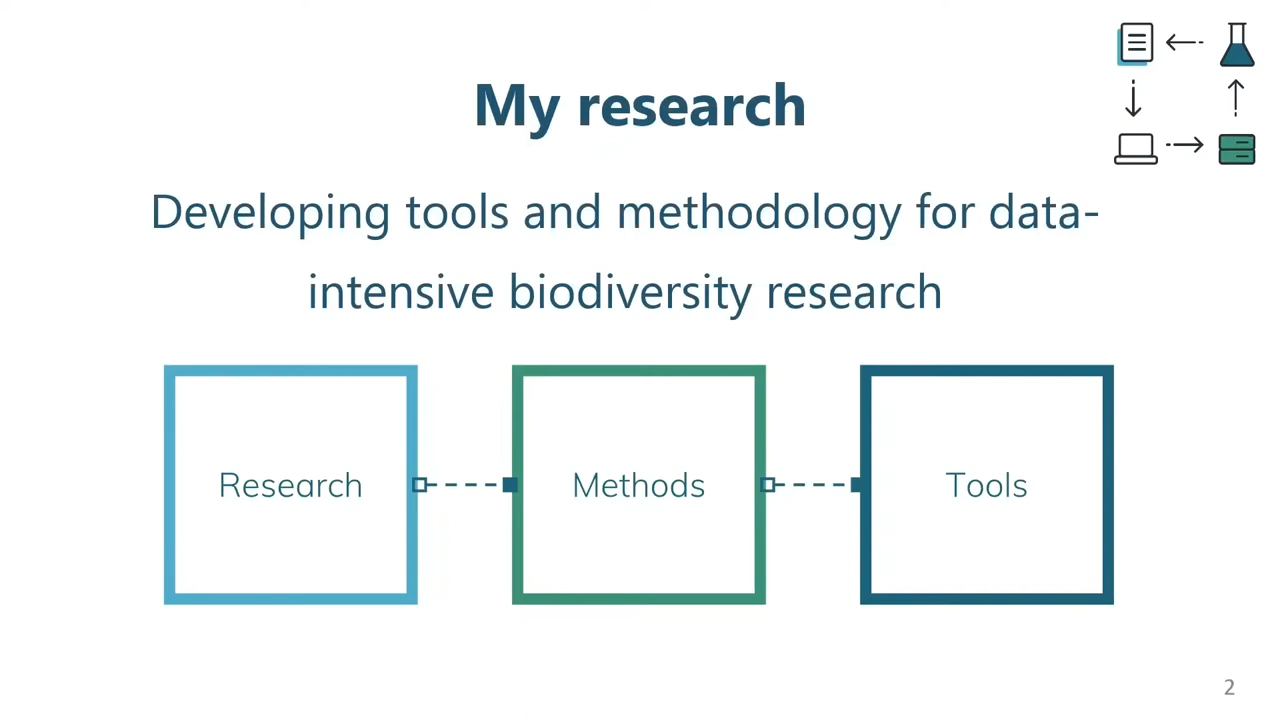 My research
Developing tools and methodology for data-
intensive biodiversity research
Research
Methods
Tools
2